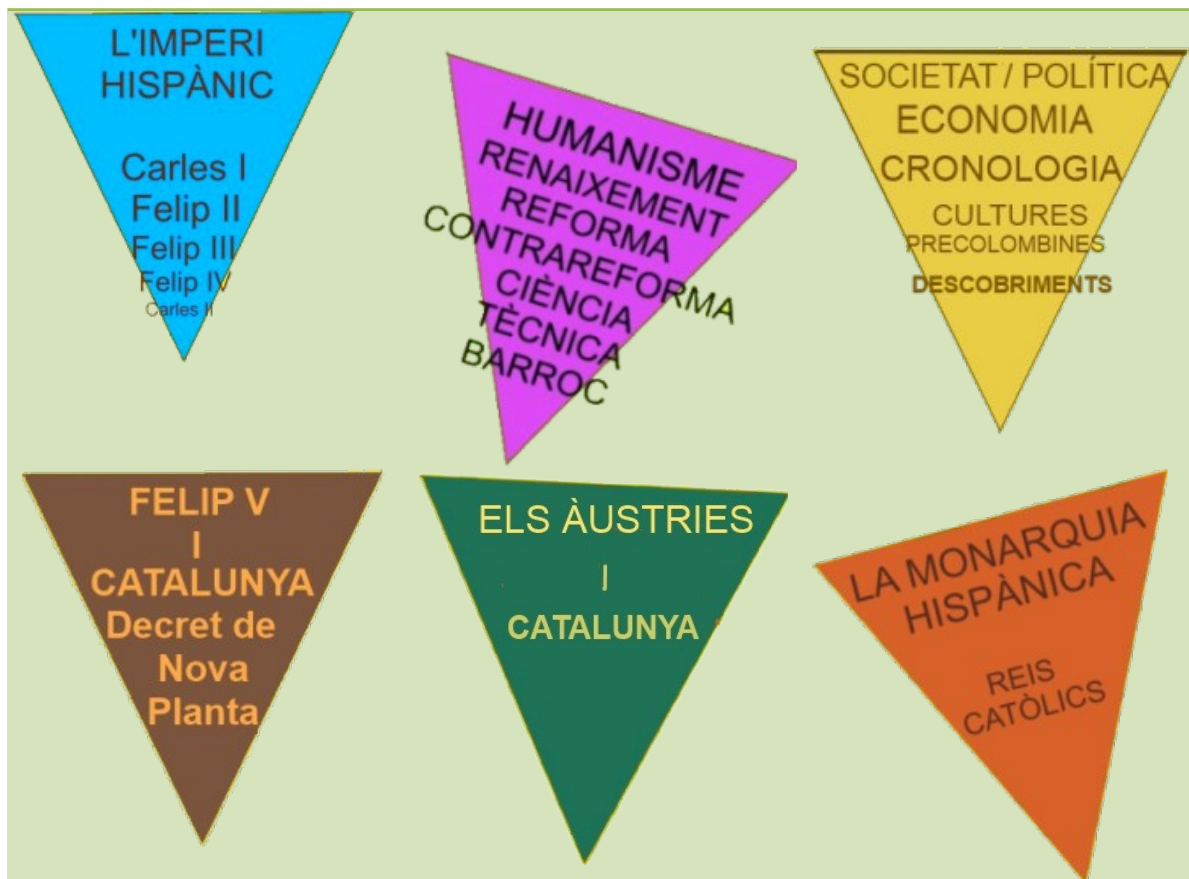 L'IMPERI
HISPÀNIC
Carles I
Felip II
Felip III
Felip IV
Carles II
HUMANISME
RENAIXEMENT
REFORMA
CONTRAREFORMA
CIÈNCIA
TÈCNICA
BARROC
SOCIETAT / POLÍTICA
ECONOMIA
CRONOLOGIA
CULTURES
PRECOLOMBINES
DESCOBRIMENTS
FELIP V
I
CATALUNYA
Decret de
Nova
Planta
ELS ÀUSTRIES
I
CATALUNYA
LA MONARQUIA
HISPÀNICA
REIS
CATÒLICS